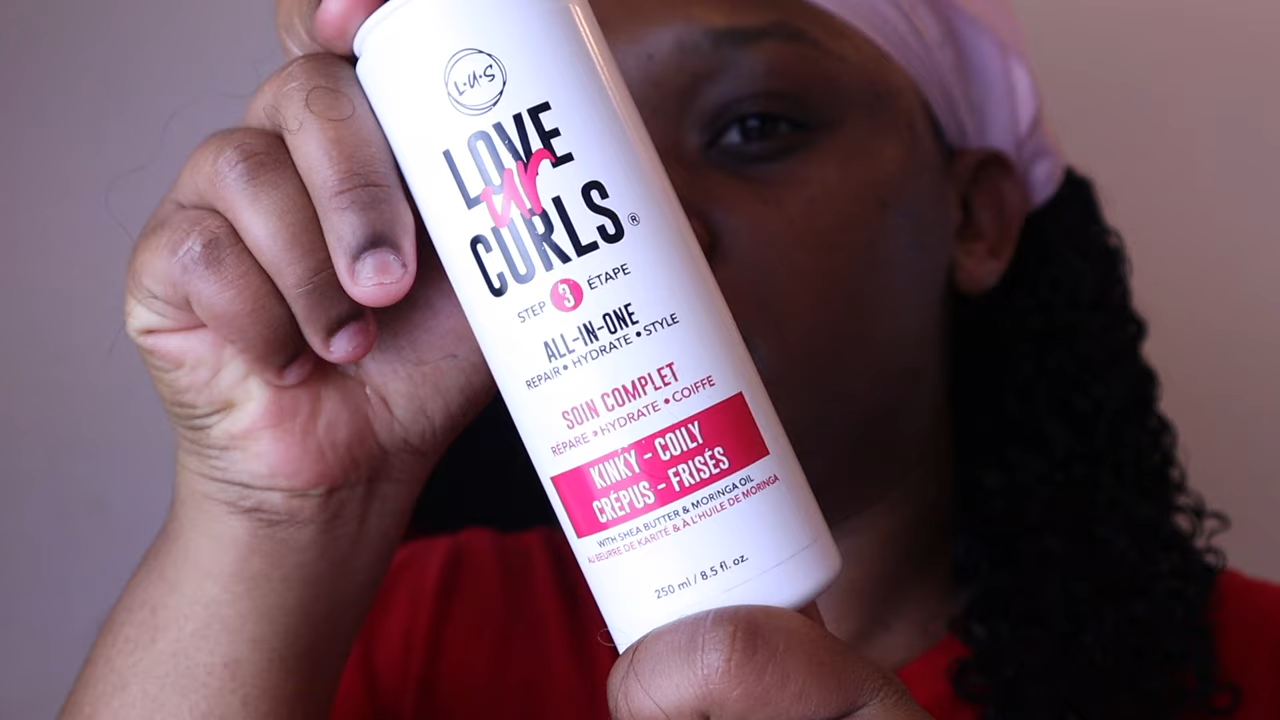 L·U·S
LOVE
ur
CURLS®
STEP 3 ÉTAPE
ALL-IN-ONE
REPAIR • HYDRATE • STYLE
SOIN COMPLET
RÉPARE • HYDRATE • COIFFE
KINKY - COILY
CRÉPUS - FRISÉS
WITH SHEA BUTTER & MORINGA OIL
AU BEURRE DE KARITÉ & À L'HUILE DE MORINGA
250 ml / 8.5 fl. oz.